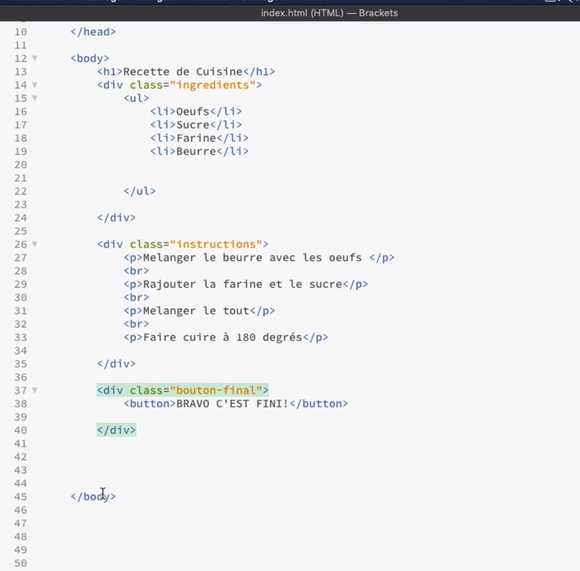 index.html (HTML) — Brackets
10 </head>
11
12 <body>
13 <h1>Recette de Cuisine</h1>
14 <div class="ingredients">
15 <ul>
16 <li>Oeufs</li>
17 <li>Sucre</li>
18 <li>Farine</li>
19 <li>Beurre</li>
20
21
22 </ul>
23
24 </div>
25
26 <div class="instructions">
27 <p>Melanger le beurre avec les oeufs </p>
28 <br>
29 <p>Rajouter la farine et le sucre</p>
30 <br>
31 <p>Melanger le tout</p>
32 <br>
33 <p>Faire cuire à 180 degrés</p>
34
35 </div>
36
37 <div class="bouton-final">
38 <button>BRAVO C'EST FINI!</button>
39
40 </div>
41
42
43
44
45 </body>
46
47
48
49
50